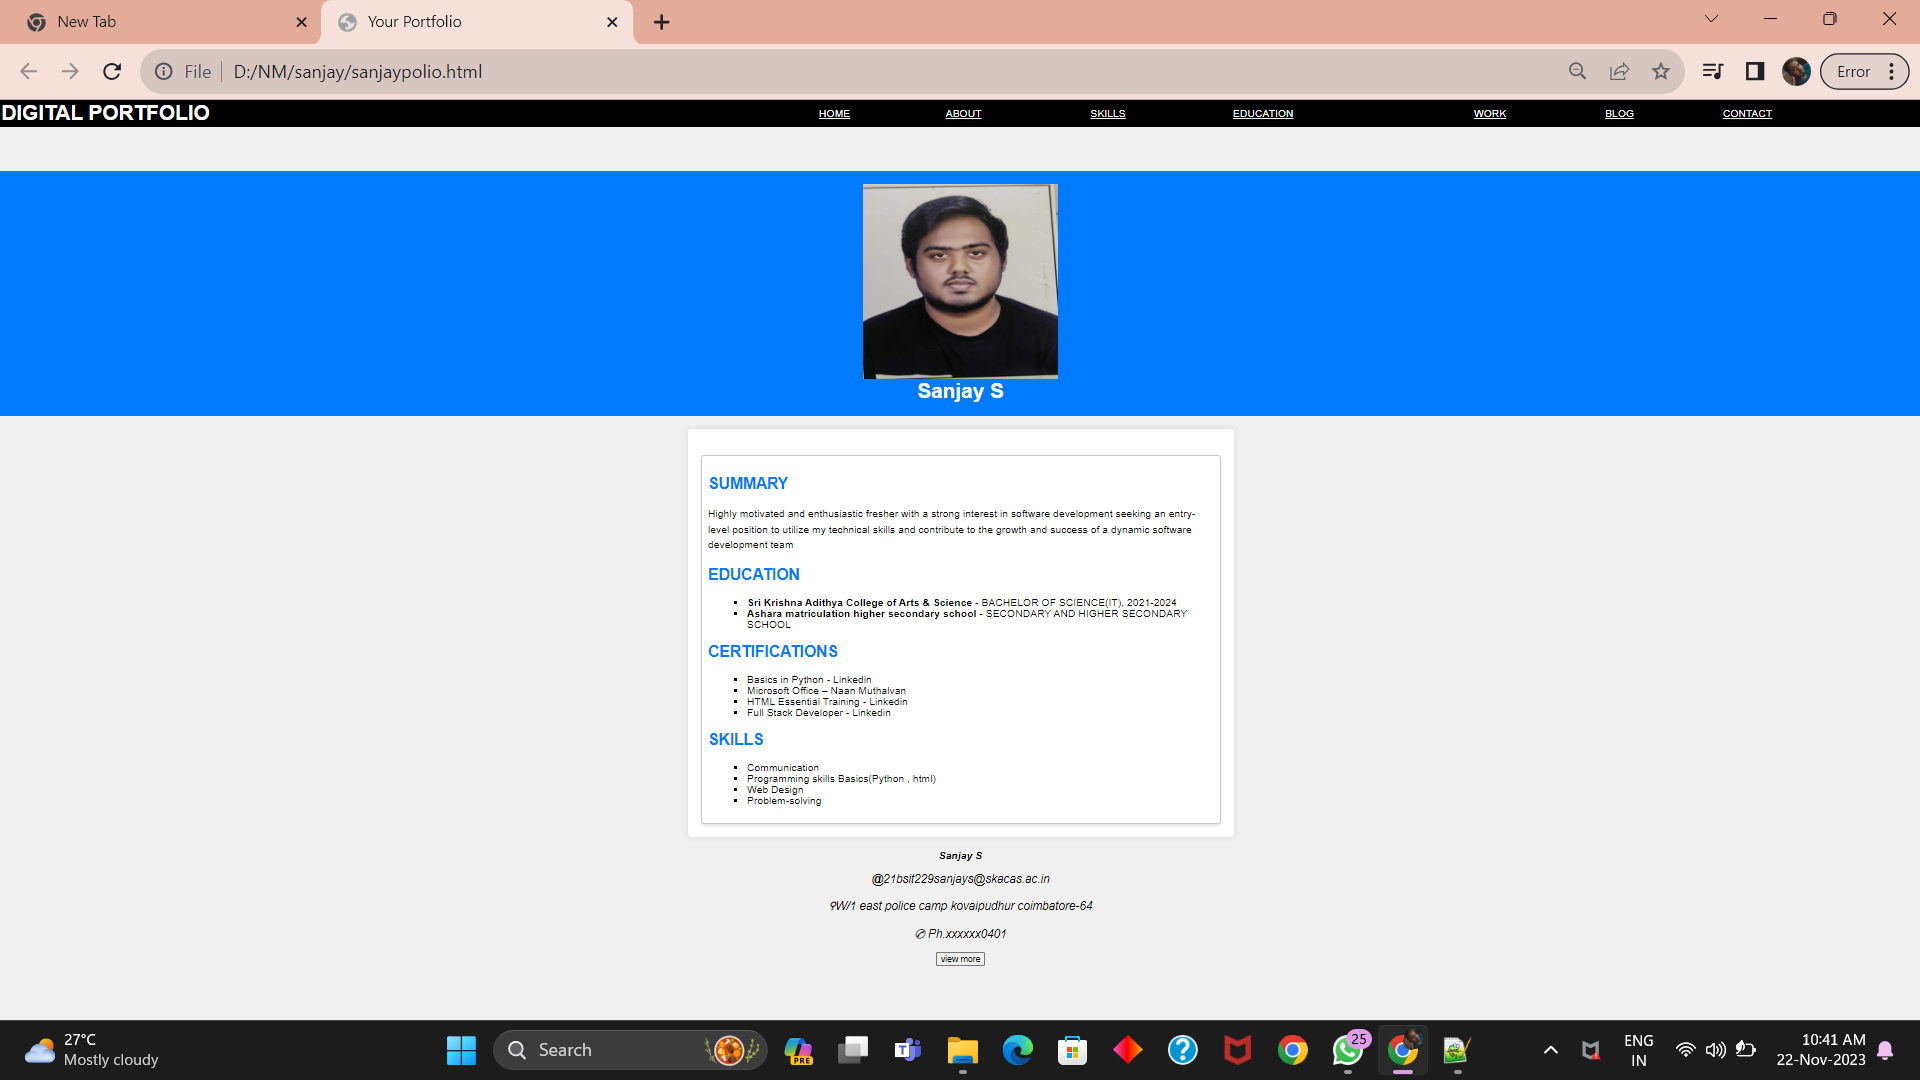 New Tab
Your Portfolio
File
D:/NM/sanjay/sanjaypolio.html
Error
DIGITAL PORTFOLIO
HOME ABOUT SKILLS EDUCATION WORK BLOG CONTACT
Sanjay S
SUMMARY
Highly motivated and enthusiastic fresher with a strong interest in software development seeking an entry-
level position to utilize my technical skills and contribute to the growth and success of a dynamic software
development team
EDUCATION
Sri Krishna Adithya College of Arts & Science - BACHELOR OF SCIENCE(IT), 2021-2024
Ashara matriculation higher secondary school - SECONDARY AND HIGHER SECONDARY
SCHOOL
CERTIFICATIONS
Basics in Python - Linkedin
Microsoft Office – Naan Muthalvan
HTML Essential Training - Linkedin
Full Stack Developer - Linkedin
SKILLS
Communication
Programming skills Basics(Python , html)
Web Design
Problem-solving
Sanjay S
@21bsit229sanjays@skacas.ac.in
W/1 east police camp kovaipudhur coimbatore-64
✆ Ph.xxxxxx0401
view more
27°C
Mostly cloudy
Search
PRE
25
ENG
IN
10:41 AM
22-Nov-2023